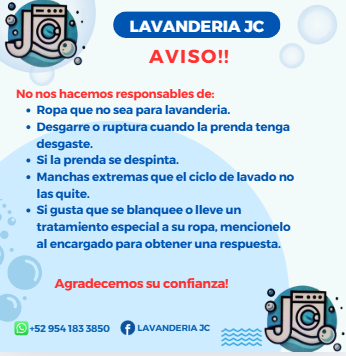 LAVANDERIA JC
AVISO!!
No nos hacemos responsables de:
• Ropa que no sea para lavanderia.
• Desgarre o ruptura cuando la prenda tenga
desgaste.
• Si la prenda se despinta.
• Manchas extremas que el ciclo de lavado no
las quite.
• Si gusta que se blanquee o lleve un
tratamiento especial a su ropa, mencionelo
al encargado para obtener una respuesta.
Agradecemos su confianza!
+52 954 183 3850 LAVANDERIA JC